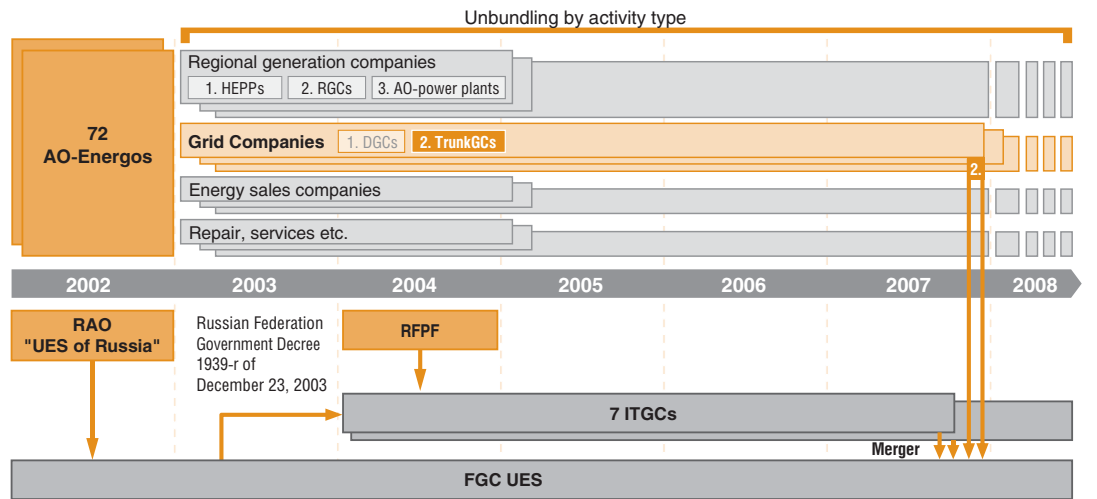 Unbundling by activity type
72
AO-Energos
Regional generation companies
1. HEPPs
2. RGCs
3. AO-power plants
Grid Companies
1. DGCs
2. TrunkGCs
2.
Energy sales companies
Repair, services etc.
2002
2003
2004
2005
2006
2007
2008
RAO
"UES of Russia"
Russian Federation
Government Decree
1939-r of
December 23, 2003
RFPF
7 ITGCs
Merger
FGC UES